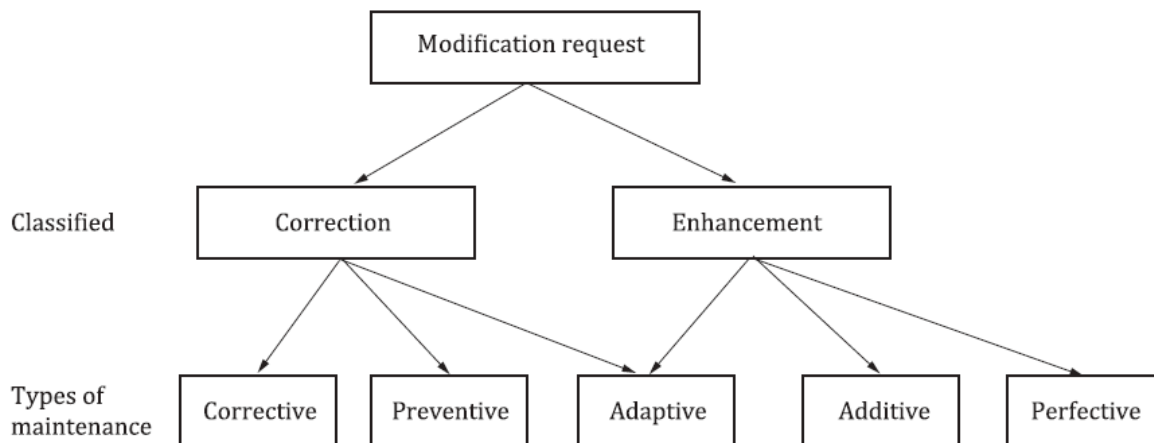 Modification request
Classified
Correction
Enhancement
Types of
maintenance
Corrective
Preventive
Adaptive
Additive
Perfective